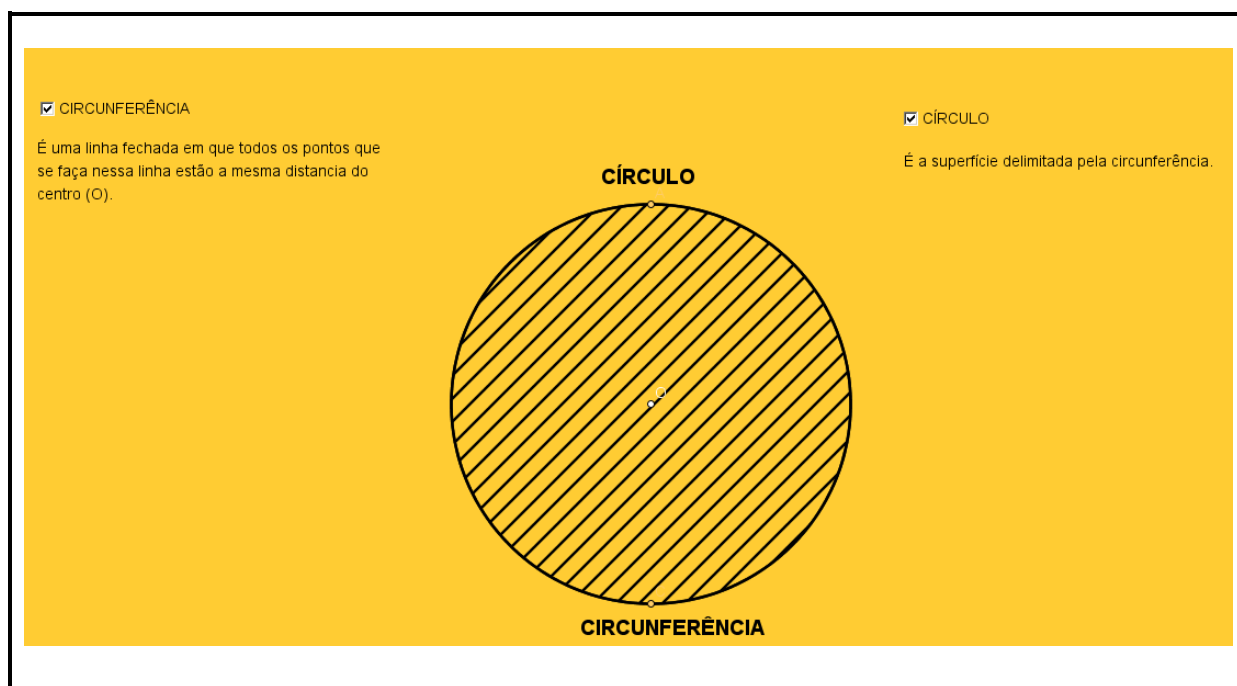 CIRCUNFERÊNCIA
É uma linha fechada em que todos os pontos que
se faça nessa linha estão a mesma distancia do
centro (O).
CÍRCULO
É a superfície delimitada pela circunferência.
CÍRCULO
O
CIRCUNFERÊNCIA